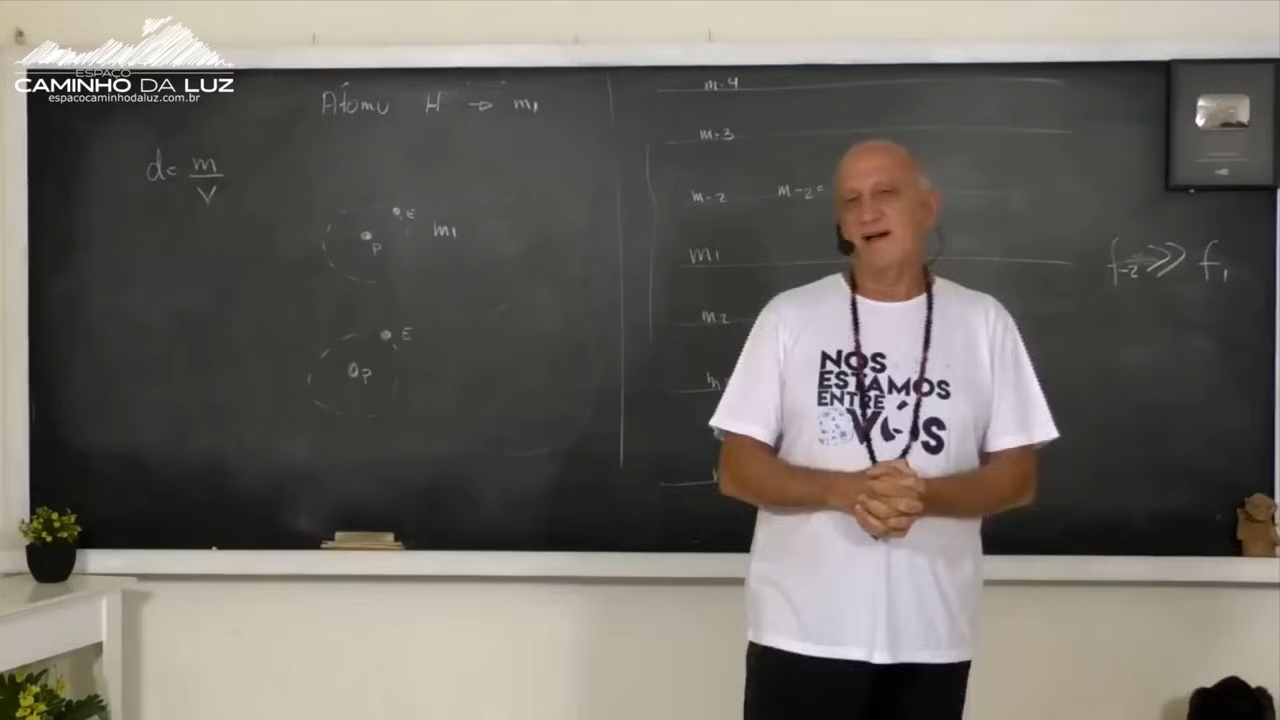 ESPAÇO
CAMINHO DA LUZ
espacocaminhodaluz.com.br
Átomo H → m₁
d= m/V
E
P
m₁
E
P
m-4
m-3
m-2 m-2=
m1
m2
m
f-2 >> f1
NOS
ESTAMOS
ENTRE
VÓS